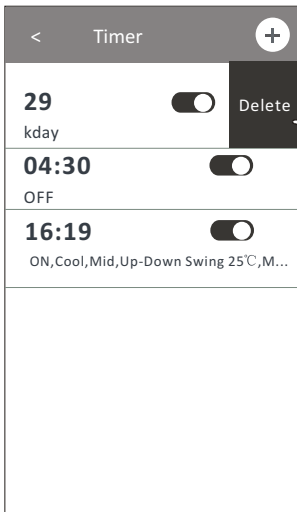 < Timer +
29 Delete
kday
04:30
OFF
16:19
ON,Cool,Mid,Up-Down Swing 25℃,M...